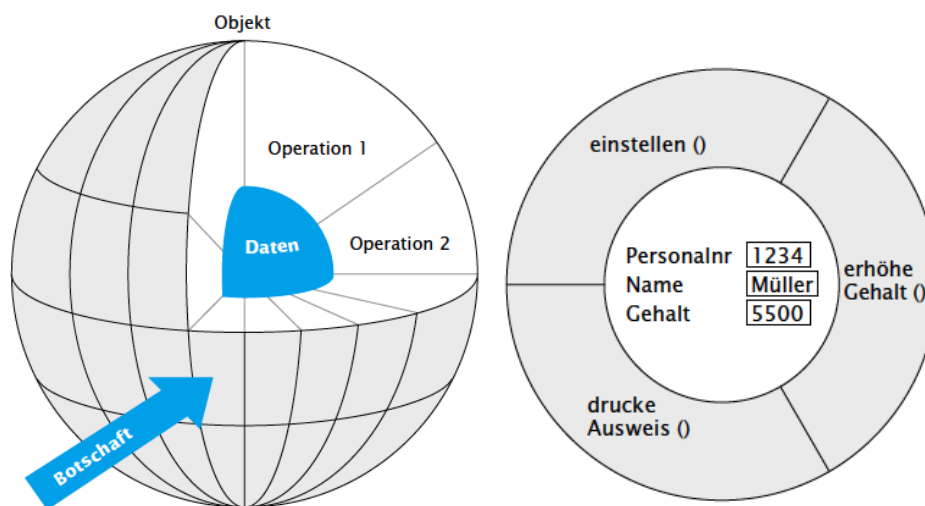 Objekt
Operation 1
Operation 2
Daten
Botschaft
einstellen ()
Personalnr 1234
Name Müller
Gehalt 5500
erhöhe
Gehalt ()
drucke
Ausweis ()